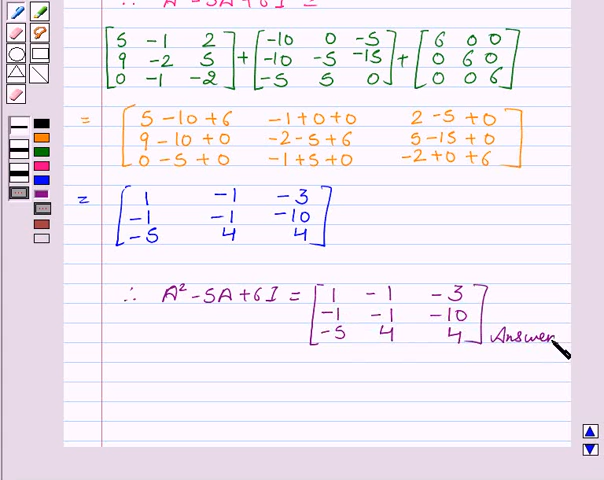 ∴ A² - 5A + 6I =
[5 -1 2] + [-10 0 -5] + [6 0 0]
[9 -2 5] [-10 -5 -15] [0 6 0]
[0 -1 -2] [-5 5 0] [0 0 6]
= [5-10+6 -1+0+0 2-5+0]
[9-10+0 -2-5+6 5-15+0]
[0-5+0 -1+5+0 -2+0+6]
= [1 -1 -3]
[-1 -1 -10]
[-5 4 4]
∴ A² - 5A + 6I = [1 -1 -3]
[-1 -1 -10]
[-5 4 4] Answer